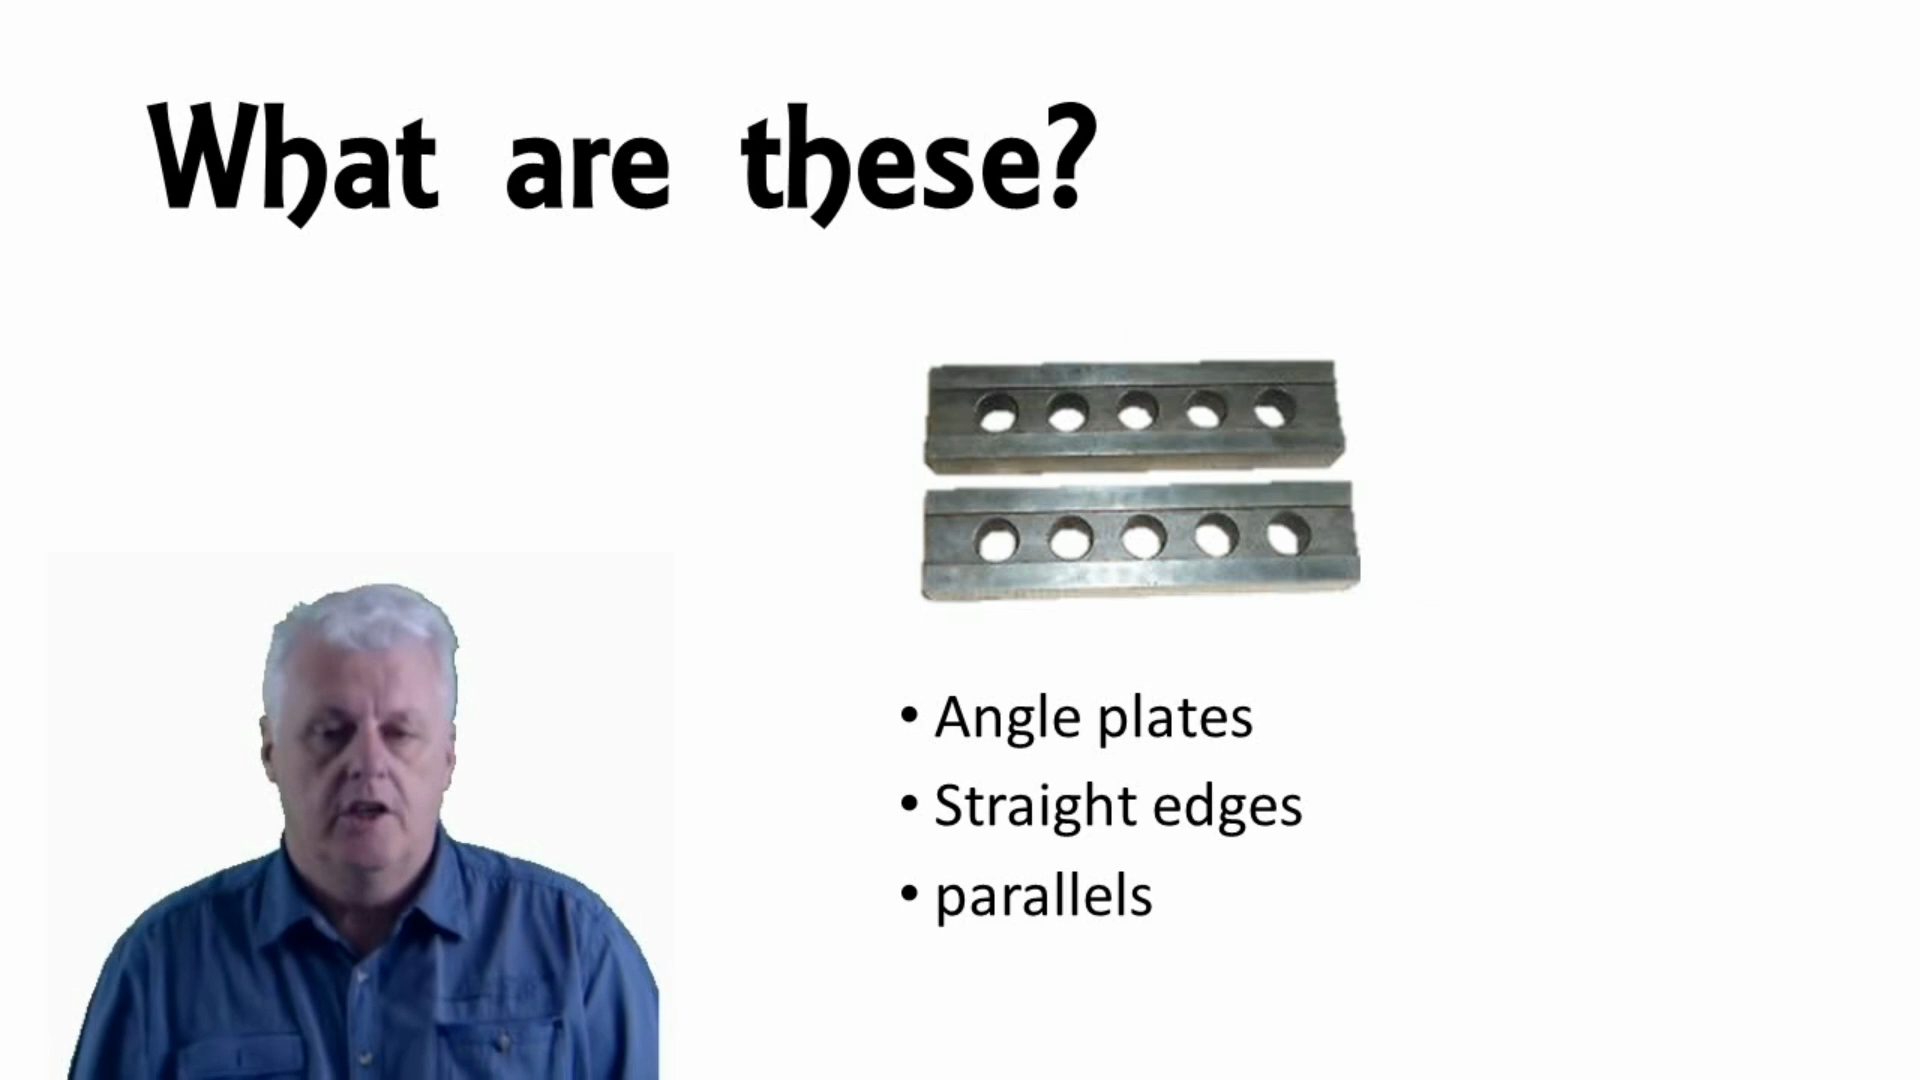 What are these?
• Angle plates
• Straight edges
• parallels